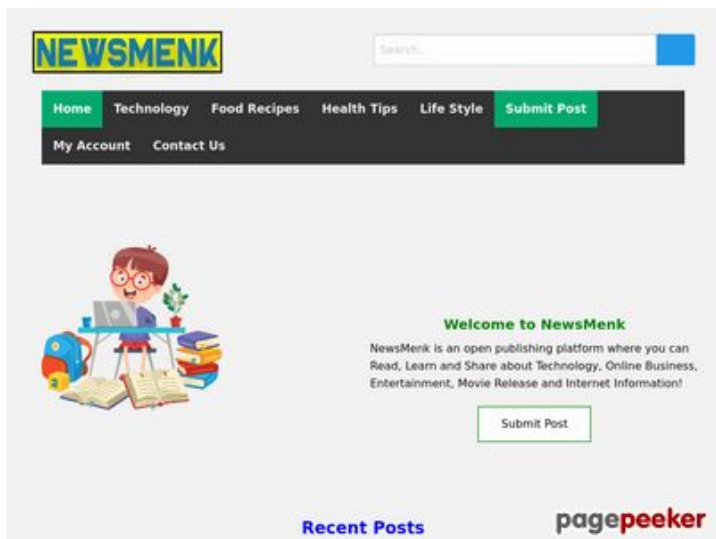 NEWSMENK
Search...
Home Technology Food Recipes Health Tips Life Style Submit Post
My Account Contact Us
Welcome to NewsMenk
NewsMenk is an open publishing platform where you can
Read, Learn and Share about Technology, Online Business,
Entertainment, Movie Release and Internet Information!
Submit Post
Recent Posts
pagepeeker